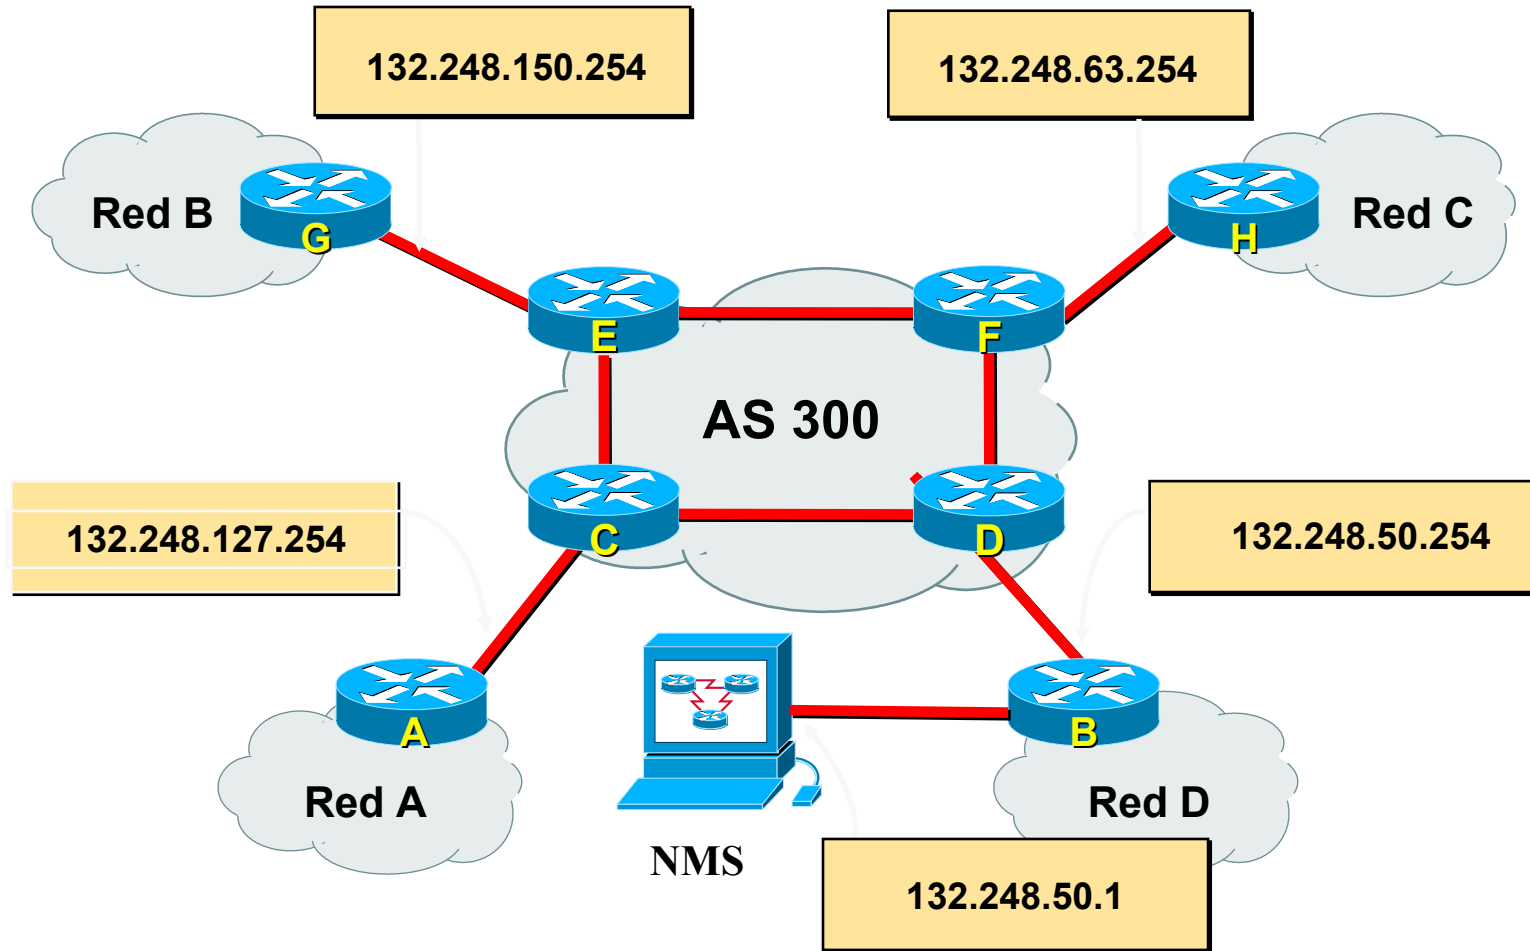 132.248.150.254
132.248.63.254
Red B
G
H
Red C
E
F
AS 300
132.248.127.254
C
D
132.248.50.254
A
B
Red A
NMS
Red D
132.248.50.1